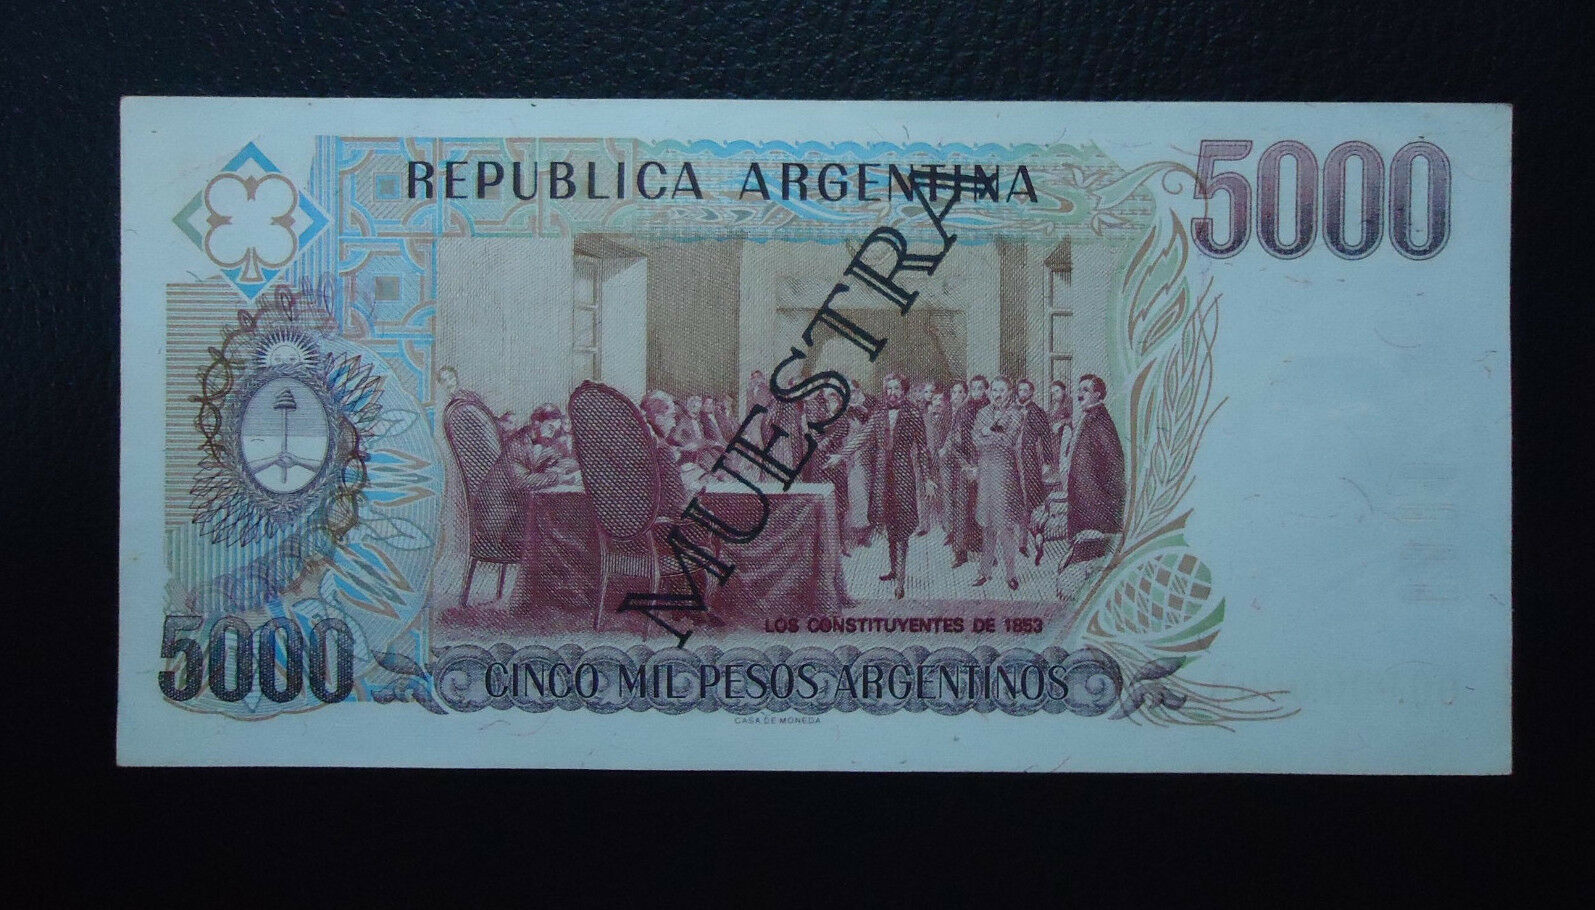 REPUBLICA ARGENTINA
5000
MUESTRA
LOS CONSTITUYENTES DE 1853
5000
CINCO MIL PESOS ARGENTINOS
CASA DE MONEDA